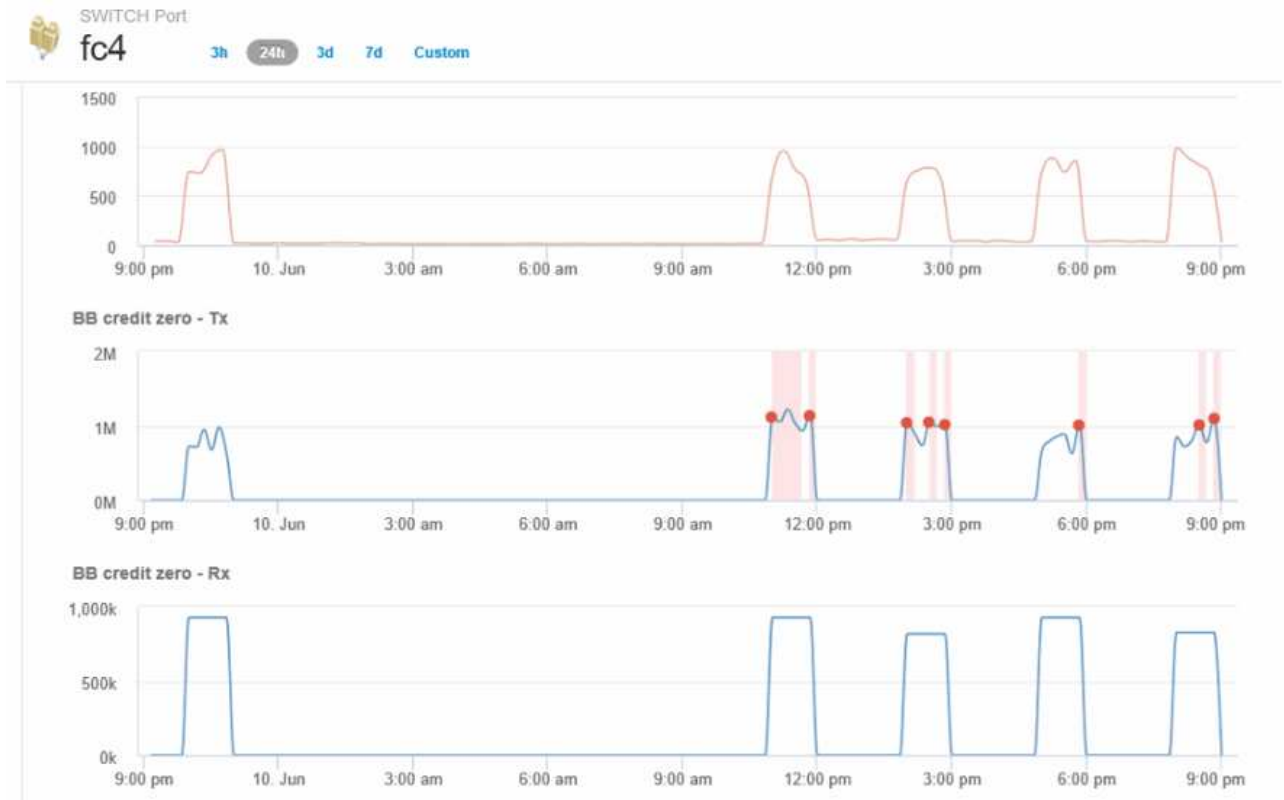 SWITCH Port
fc4 3h 24h 3d 7d Custom
1500
1000
500
0
9:00 pm 10. Jun 3:00 am 6:00 am 9:00 am 12:00 pm 3:00 pm 6:00 pm 9:00 pm
BB credit zero - Tx
2M
1M
0M
9:00 pm 10. Jun 3:00 am 6:00 am 9:00 am 12:00 pm 3:00 pm 6:00 pm 9:00 pm
BB credit zero - Rx
1,000k
500k
0k
9:00 pm 10. Jun 3:00 am 6:00 am 9:00 am 12:00 pm 3:00 pm 6:00 pm 9:00 pm